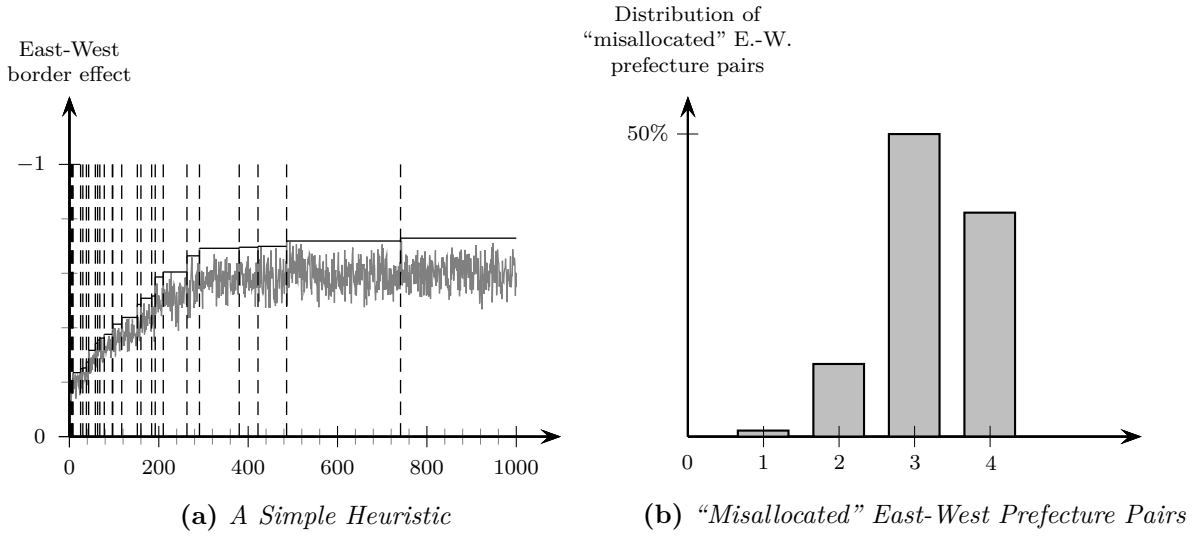 East-West
border effect
−1
0
0 200 400 600 800 1000
(a) A Simple Heuristic
Distribution of
“misallocated” E.-W.
prefecture pairs
50%
0 1 2 3 4
(b) “Misallocated” East-West Prefecture Pairs